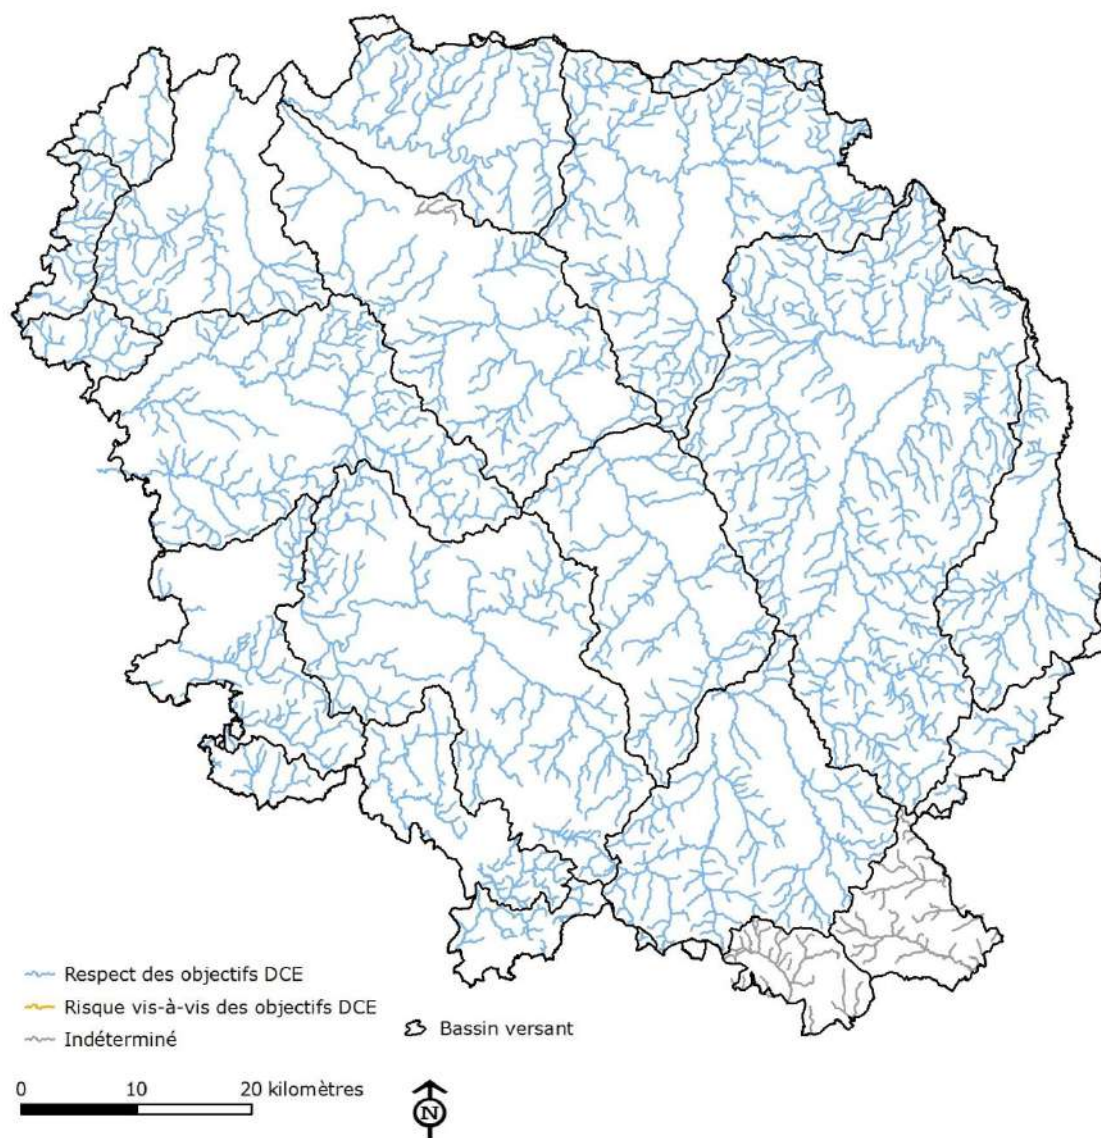 Respect des objectifs DCE
Risque vis-à-vis des objectifs DCE
Indéterminé
Bassin versant
0 10 20 kilomètres
N